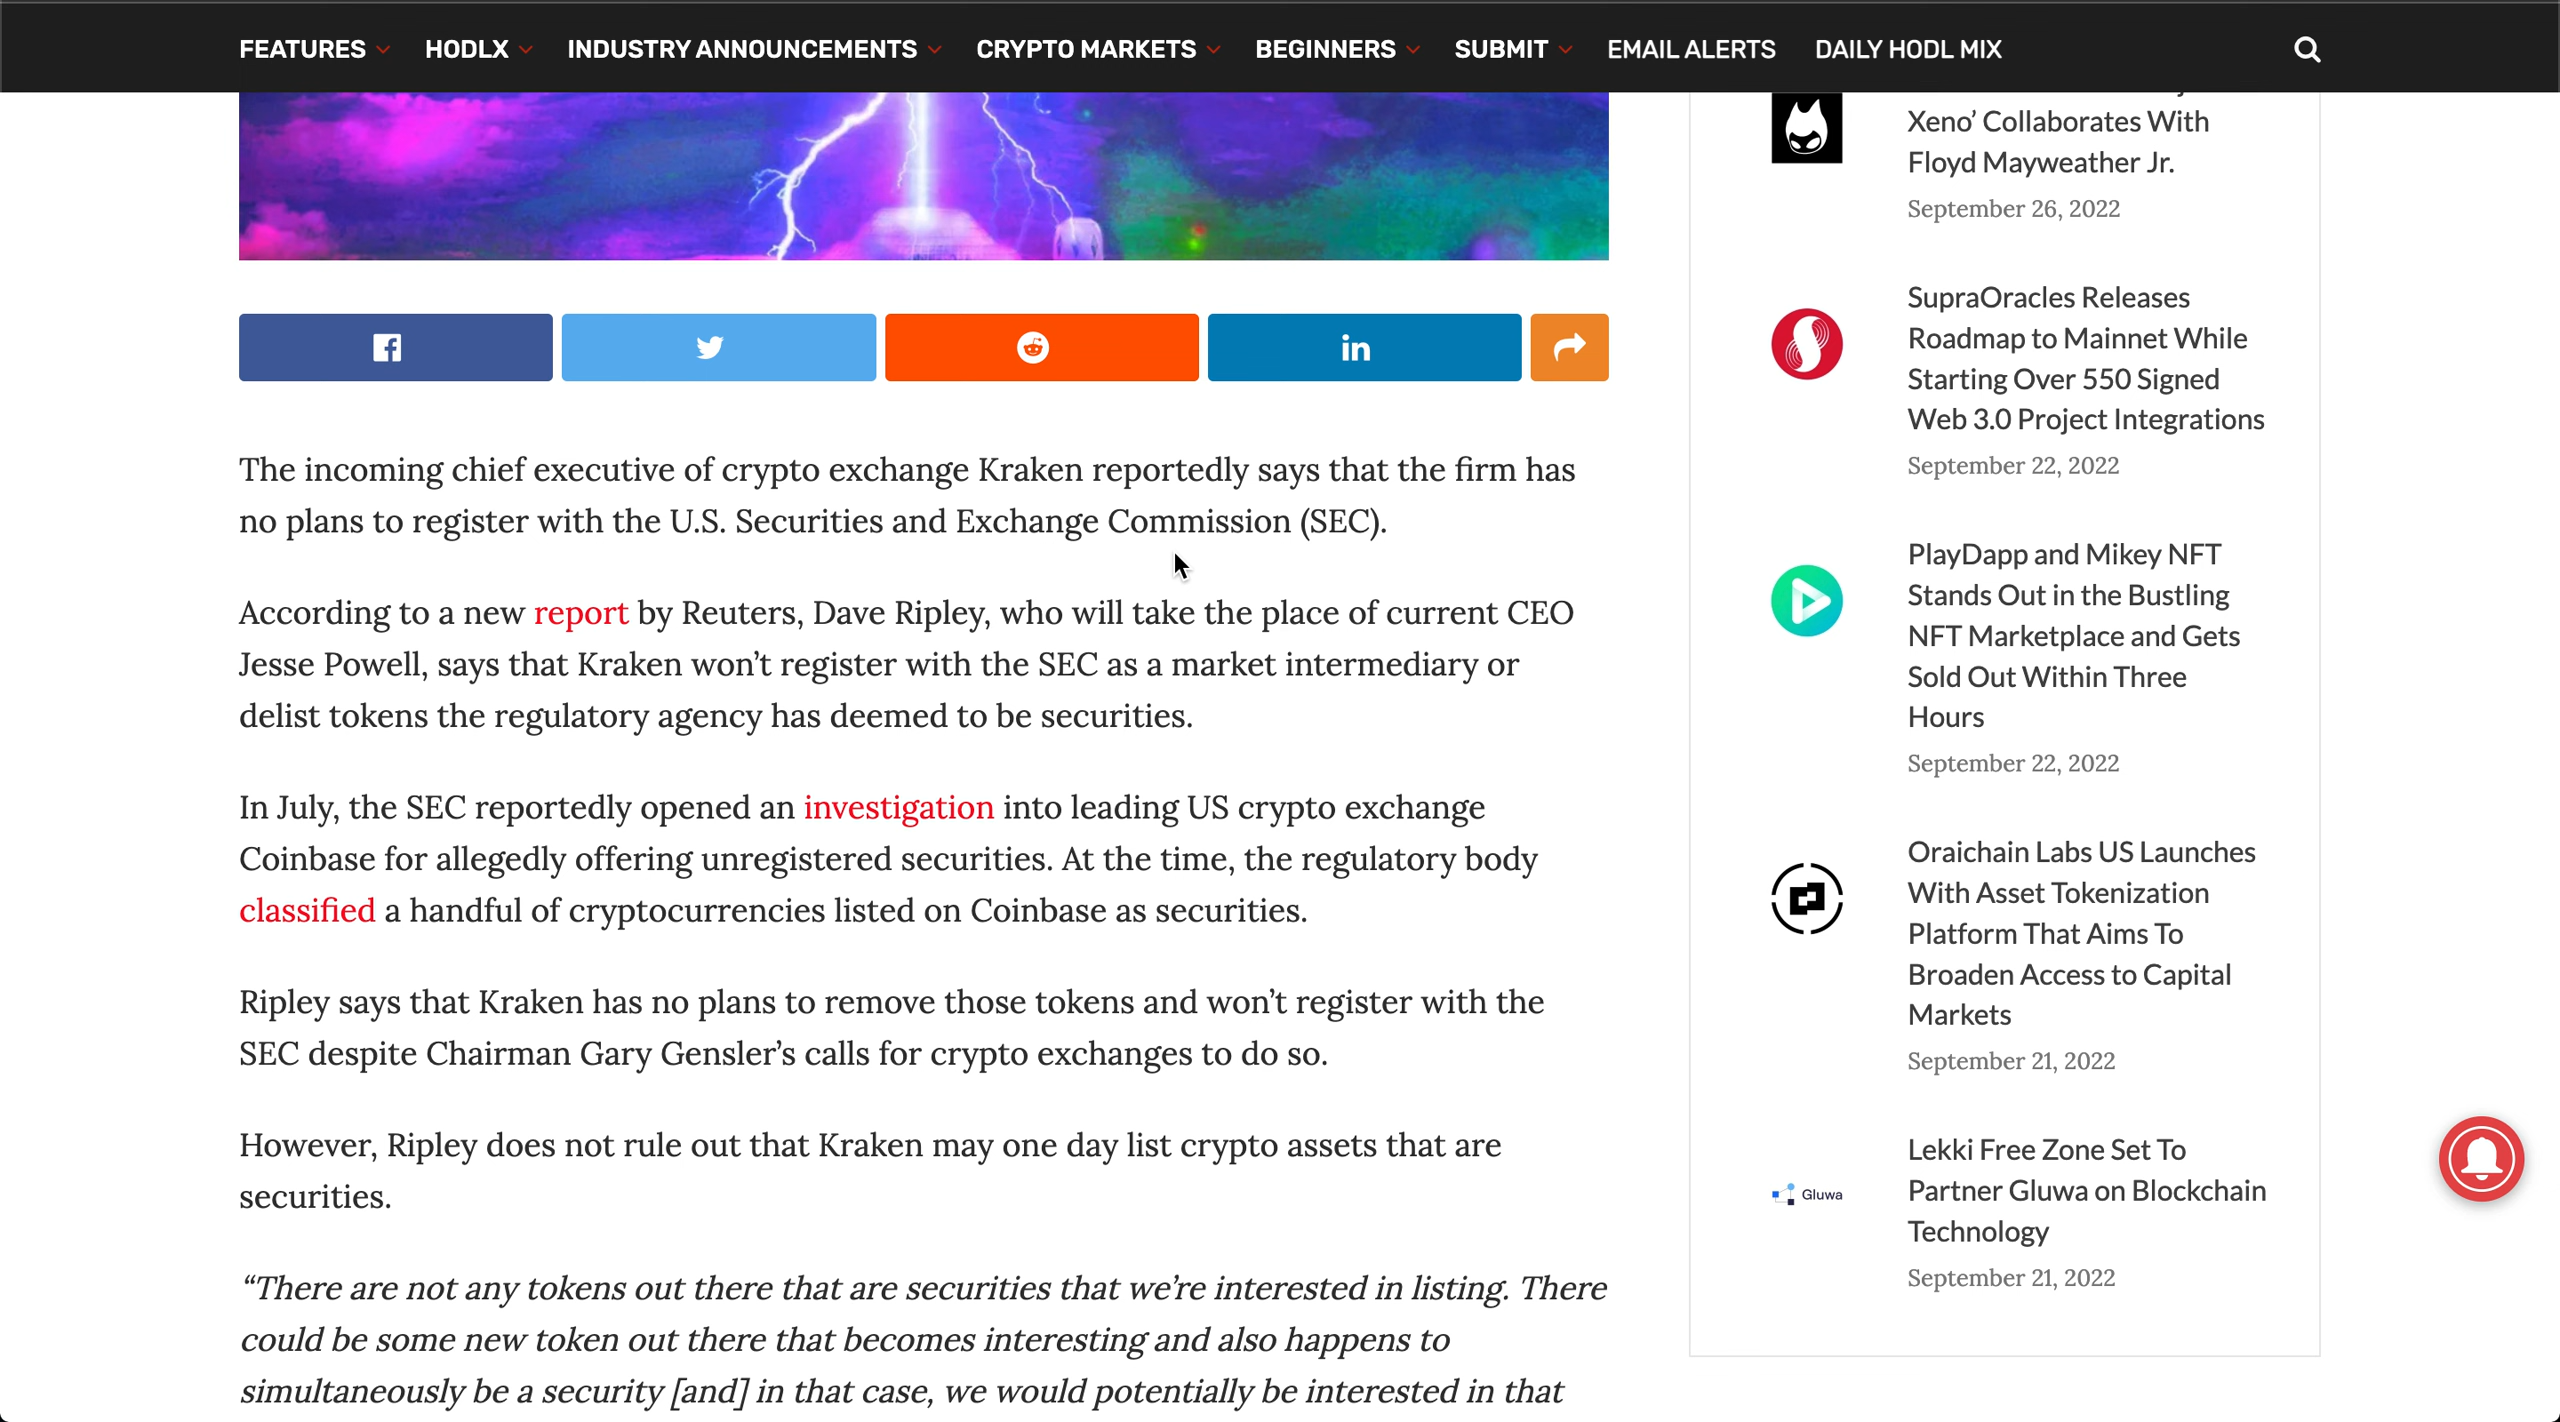 FEATURES HODLX INDUSTRY ANNOUNCEMENTS CRYPTO MARKETS BEGINNERS SUBMIT EMAIL ALERTS DAILY HODL MIX
The incoming chief executive of crypto exchange Kraken reportedly says that the firm has
no plans to register with the U.S. Securities and Exchange Commission (SEC).
According to a new report by Reuters, Dave Ripley, who will take the place of current CEO
Jesse Powell, says that Kraken won’t register with the SEC as a market intermediary or
delist tokens the regulatory agency has deemed to be securities.
In July, the SEC reportedly opened an investigation into leading US crypto exchange
Coinbase for allegedly offering unregistered securities. At the time, the regulatory body
classified a handful of cryptocurrencies listed on Coinbase as securities.
Ripley says that Kraken has no plans to remove those tokens and won’t register with the
SEC despite Chairman Gary Gensler’s calls for crypto exchanges to do so.
However, Ripley does not rule out that Kraken may one day list crypto assets that are
securities.
“There are not any tokens out there that are securities that we’re interested in listing. There
could be some new token out there that becomes interesting and also happens to
simultaneously be a security [and] in that case, we would potentially be interested in that
Xeno’ Collaborates With
Floyd Mayweather Jr.
September 26, 2022
SupraOracles Releases
Roadmap to Mainnet While
Starting Over 550 Signed
Web 3.0 Project Integrations
September 22, 2022
PlayDapp and Mikey NFT
Stands Out in the Bustling
NFT Marketplace and Gets
Sold Out Within Three
Hours
September 22, 2022
Oraichain Labs US Launches
With Asset Tokenization
Platform That Aims To
Broaden Access to Capital
Markets
September 21, 2022
Gluwa
Lekki Free Zone Set To
Partner Gluwa on Blockchain
Technology
September 21, 2022